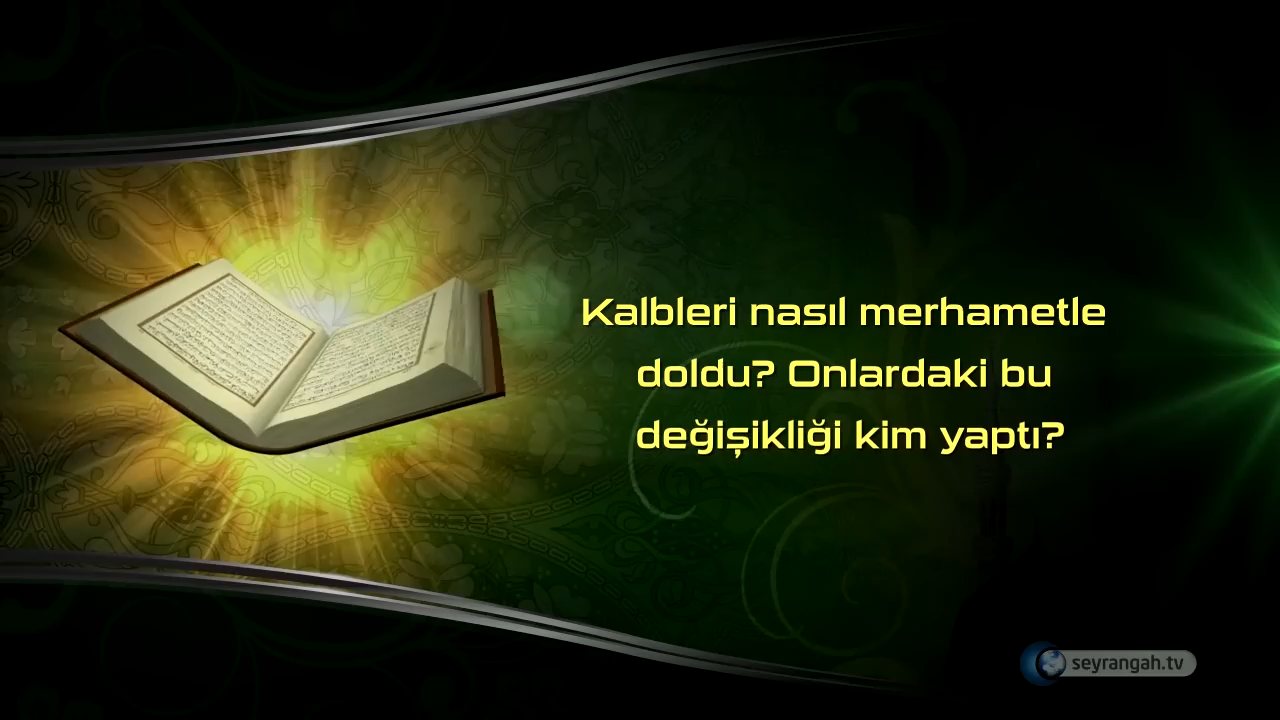 Kalbleri nasıl merhametle
doldu? Onlardaki bu
değişikliği kim yaptı?
seyrangah.tv